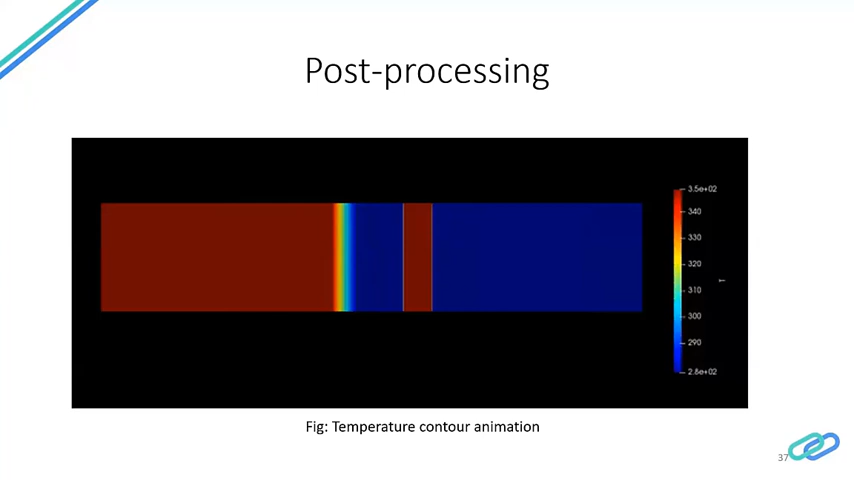 Post-processing
3.5e+02
340
330
320
310
300
290
2.8e+02
T
Fig: Temperature contour animation
37